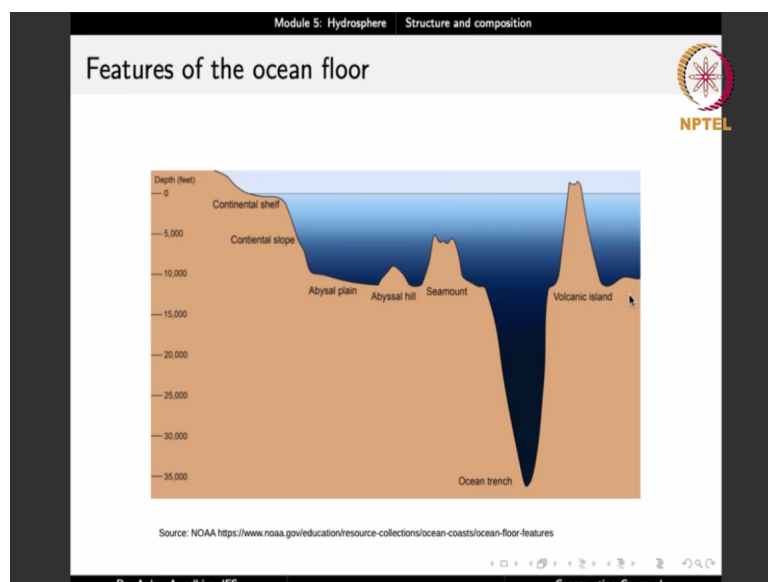 Module 5: Hydrosphere Structure and composition
Features of the ocean floor
NPTEL
Depth (feet)
0
Continental shelf
5,000
Contiental slope
10,000
Abysal plain
Abyssal hill
Seamount
Volcanic island
15,000
20,000
25,000
30,000
35,000
Ocean trench
Source: NOAA https://www.noaa.gov/education/resource-collections/ocean-coasts/ocean-floor-features